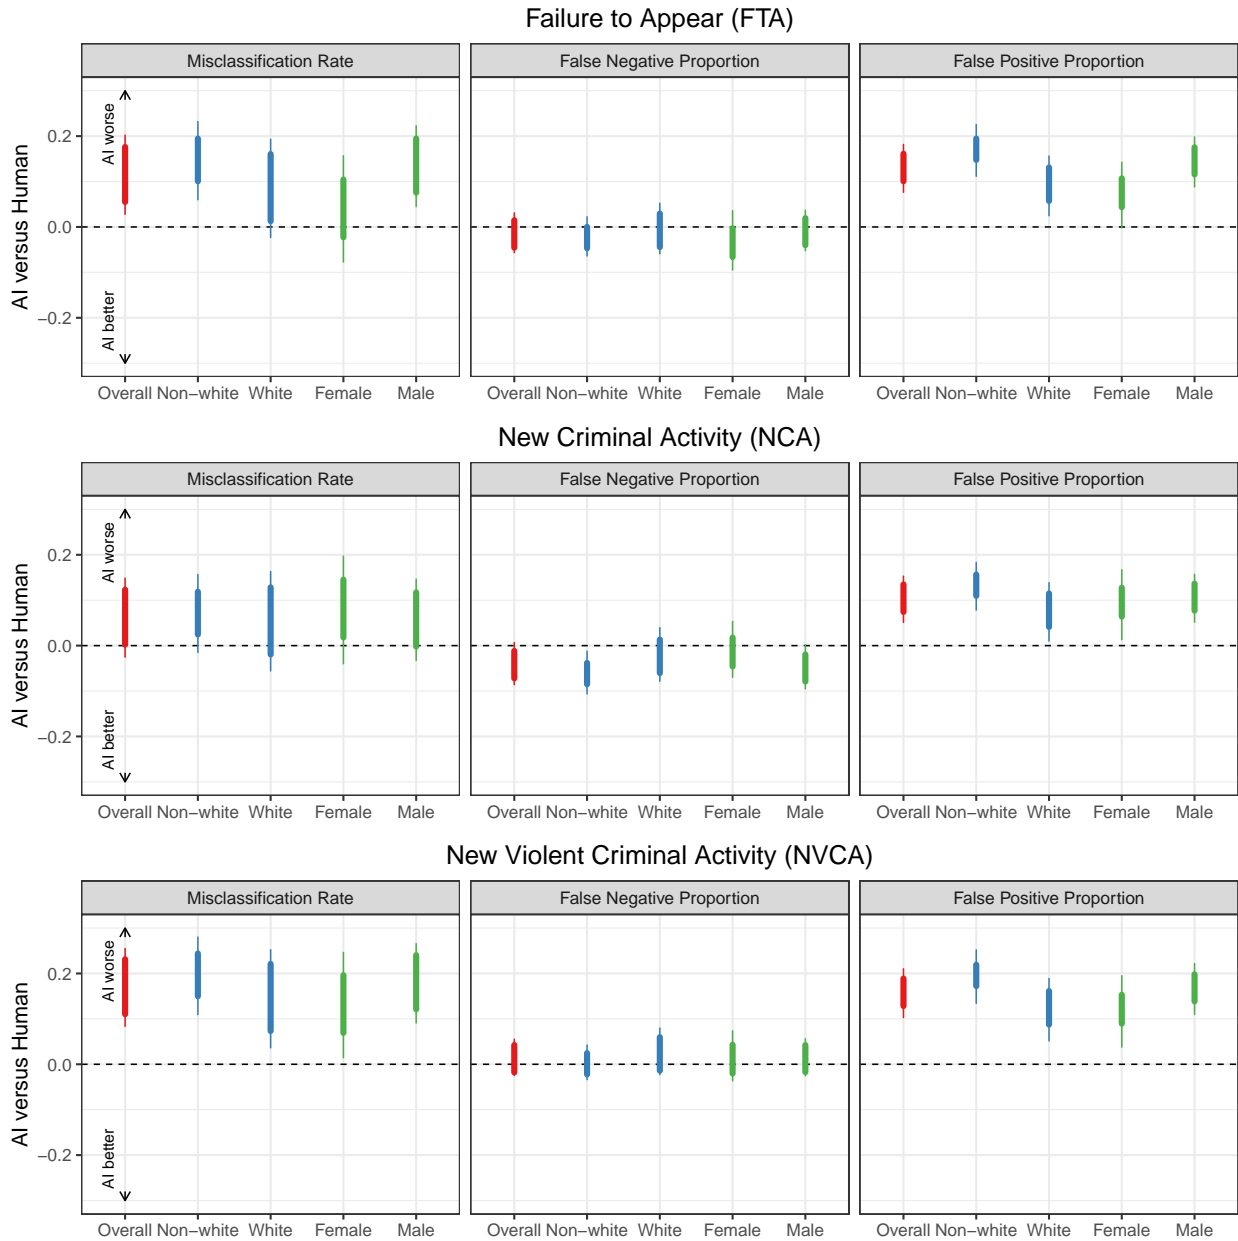 Failure to Appear (FTA)
Misclassification Rate
False Negative Proportion
False Positive Proportion
AI versus Human
0.2
0.0
−0.2
AI worse
AI better
Overall Non−white White Female Male
Overall Non−white White Female Male
Overall Non−white White Female Male
New Criminal Activity (NCA)
Misclassification Rate
False Negative Proportion
False Positive Proportion
AI versus Human
0.2
0.0
−0.2
AI worse
AI better
Overall Non−white White Female Male
Overall Non−white White Female Male
Overall Non−white White Female Male
New Violent Criminal Activity (NVCA)
Misclassification Rate
False Negative Proportion
False Positive Proportion
AI versus Human
0.2
0.0
−0.2
AI worse
AI better
Overall Non−white White Female Male
Overall Non−white White Female Male
Overall Non−white White Female Male